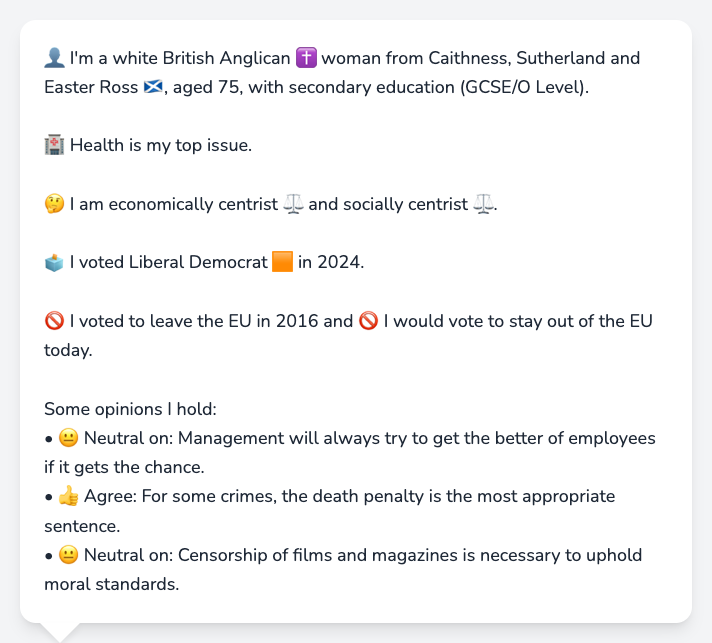 👤 I'm a white British Anglican ✝️ woman from Caithness, Sutherland and
Easter Ross 🏴󠁧󠁢󠁳󠁣󠁴󠁿, aged 75, with secondary education (GCSE/O Level).
🏥 Health is my top issue.
🤔 I am economically centrist ⚖️ and socially centrist ⚖️.
🗳️ I voted Liberal Democrat 🟧 in 2024.
🚫 I voted to leave the EU in 2016 and 🚫 I would vote to stay out of the EU
today.
Some opinions I hold:
• 😐 Neutral on: Management will always try to get the better of employees
if it gets the chance.
• 👍 Agree: For some crimes, the death penalty is the most appropriate
sentence.
• 😐 Neutral on: Censorship of films and magazines is necessary to uphold
moral standards.